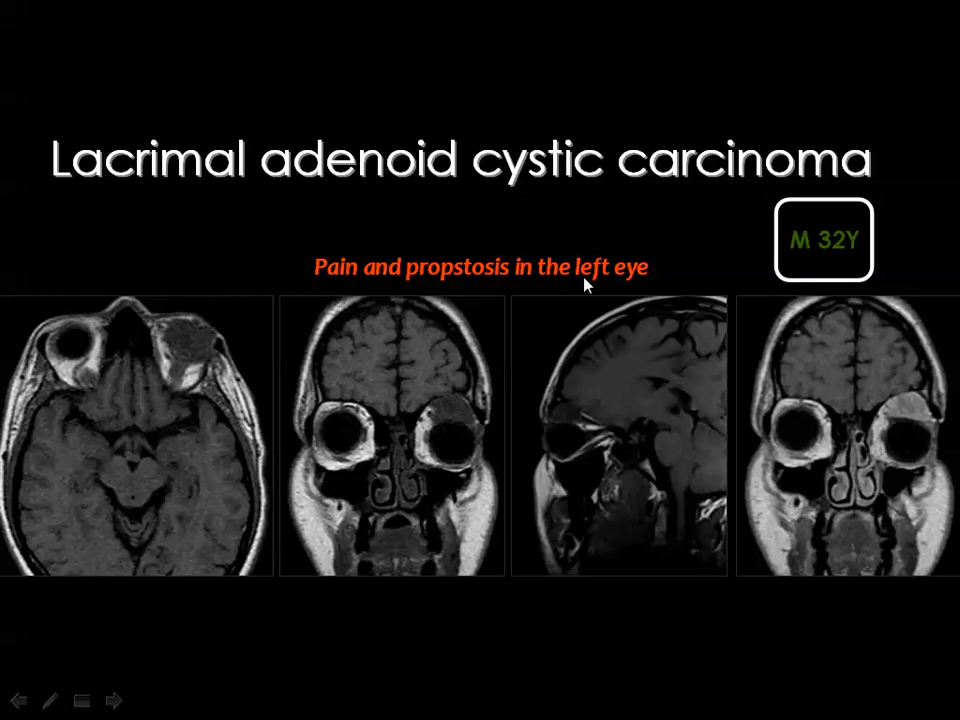 Lacrimal adenoid cystic carcinoma
M 32Y
Pain and propstosis in the left eye